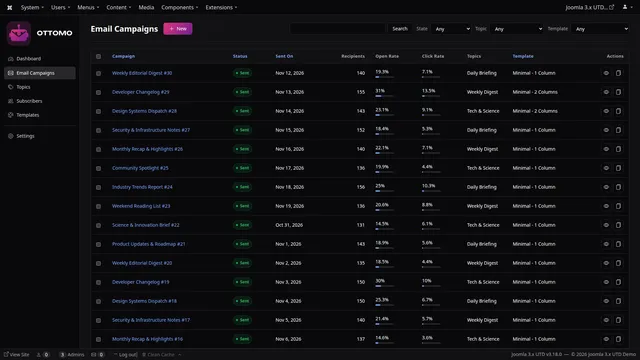 System Users Menus Content Media Components Extensions Joomla 3.x UTD...
OTTOMO
Email Campaigns
+ New
Search State Any Topic Any Template Any
Dashboard
Email Campaigns
Topics
Subscribers
Templates
Settings
Campaign Status Sent On Recipients Open Rate Click Rate Topics Template Actions
Weekly Editorial Digest #30 Sent Nov 12, 2026 140 19.3% 7.1% Daily Briefing Minimal - 1 Column
Developer Changelog #29 Sent Nov 13, 2026 155 31% 13.5% Weekly Digest Minimal - 2 Columns
Design Systems Dispatch #28 Sent Nov 14, 2026 143 23.1% 9.1% Tech & Science Minimal - 2 Columns
Security & Infrastructure Notes #27 Sent Nov 15, 2026 152 18.4% 5.3% Daily Briefing Minimal - 1 Column
Monthly Recap & Highlights #26 Sent Nov 16, 2026 140 22.1% 7.1% Weekly Digest Minimal - 1 Column
Community Spotlight #25 Sent Nov 17, 2026 136 19.9% 4.4% Tech & Science Minimal - 1 Column
Industry Trends Report #24 Sent Nov 18, 2026 156 25% 10.3% Daily Briefing Minimal - 1 Column
Weekend Reading List #23 Sent Nov 19, 2026 136 20.6% 8.8% Weekly Digest Minimal - 1 Column
Science & Innovation Brief #22 Sent Oct 31, 2026 131 14.5% 6.1% Tech & Science Minimal - 1 Column
Product Updates & Roadmap #21 Sent Nov 1, 2026 143 18.9% 5.6% Daily Briefing Minimal - 1 Column
Weekly Editorial Digest #20 Sent Nov 2, 2026 135 18.5% 4.4% Weekly Digest Minimal - 1 Column
Developer Changelog #19 Sent Nov 3, 2026 150 30% 10% Tech & Science Minimal - 1 Column
Design Systems Dispatch #18 Sent Nov 4, 2026 150 25.3% 6.7% Daily Briefing Minimal - 1 Column
Security & Infrastructure Notes #17 Sent Nov 5, 2026 140 21.4% 5.7% Weekly Digest Minimal - 1 Column
Monthly Recap & Highlights #16 Sent Nov 6, 2026 137 14.6% 3.6% Tech & Science Minimal - 1 Column
View Site 0 3 Admins 0 Log out Clean Cache Joomla 3.x UTD v3.18.0 — © 2026 Joomla 3.x UTD Demo